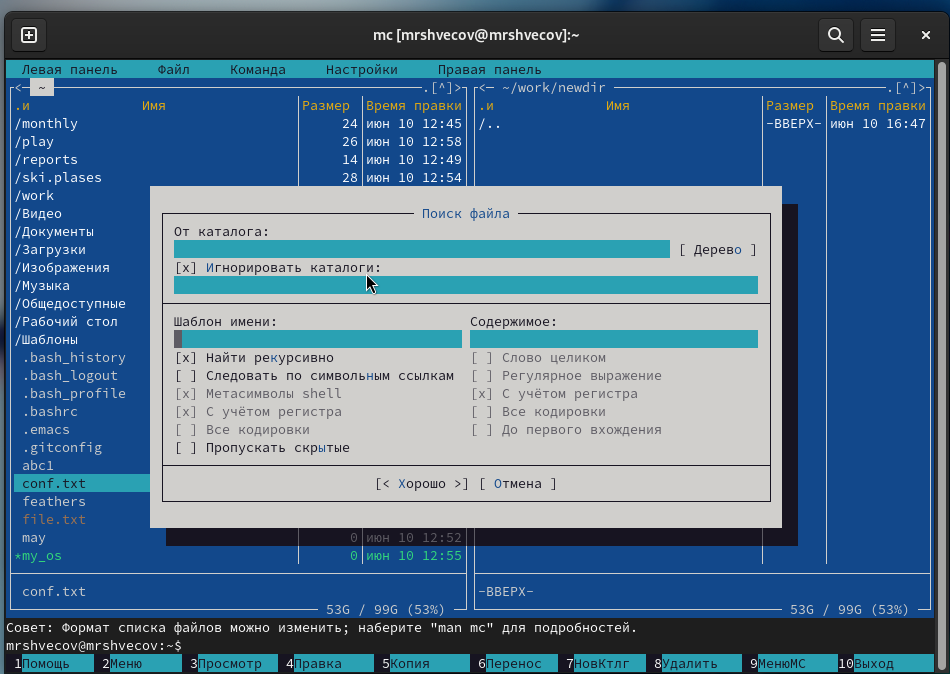 mc [mrshvecov@mrshvecov]:~
Левая панель Файл Команда Настройки Правая панель
<— ~ .[^]>
.и Имя Размер Время правки
/monthly 24 июн 10 12:45
/play 26 июн 10 12:58
/reports 14 июн 10 12:49
/ski.plases 28 июн 10 12:54
/work
/Видео
/Документы
/Загрузки
/Изображения
/Музыка
/Общедоступные
/Рабочий стол
/Шаблоны
.bash_history
.bash_logout
.bash_profile
.bashrc
.emacs
.gitconfig
abc1
conf.txt
feathers
file.txt
may 0 июн 10 12:52
*my_os 0 июн 10 12:55
conf.txt
53G / 99G (53%)
<— ~/work/newdir .[^]>
.и Имя Размер Время правки
/.. -ВВЕРХ- июн 10 16:47
-ВВЕРХ-
53G / 99G (53%)
Поиск файла
От каталога:
[ Дерево ]
[x] Игнорировать каталоги:
Шаблон имени:
[x] Найти рекурсивно
[ ] Следовать по символьным ссылкам
[x] Метасимволы shell
[x] С учётом регистра
[ ] Все кодировки
[ ] Пропускать скрытые
Содержимое:
[ ] Слово целиком
[ ] Регулярное выражение
[x] С учётом регистра
[ ] Все кодировки
[ ] До первого вхождения
[< Хорошо >] [ Отмена ]
Совет: Формат списка файлов можно изменить; наберите "man mc" для подробностей.
mrshvecov@mrshvecov:~$
1Помощь 2Меню 3Просмотр 4Правка 5Копия 6Перенос 7НовКтлг 8Удалить 9МенюМС 10Выход